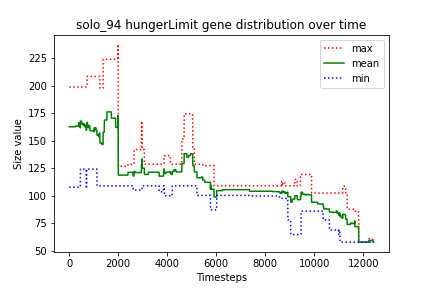 solo_94 hungerLimit gene distribution over time
max
mean
min
Size value
225
200
175
150
125
100
75
50
0 2000 4000 6000 8000 10000 12000
Timesteps